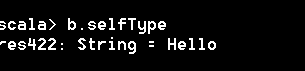 scala> b.selfType
res422: String = Hello